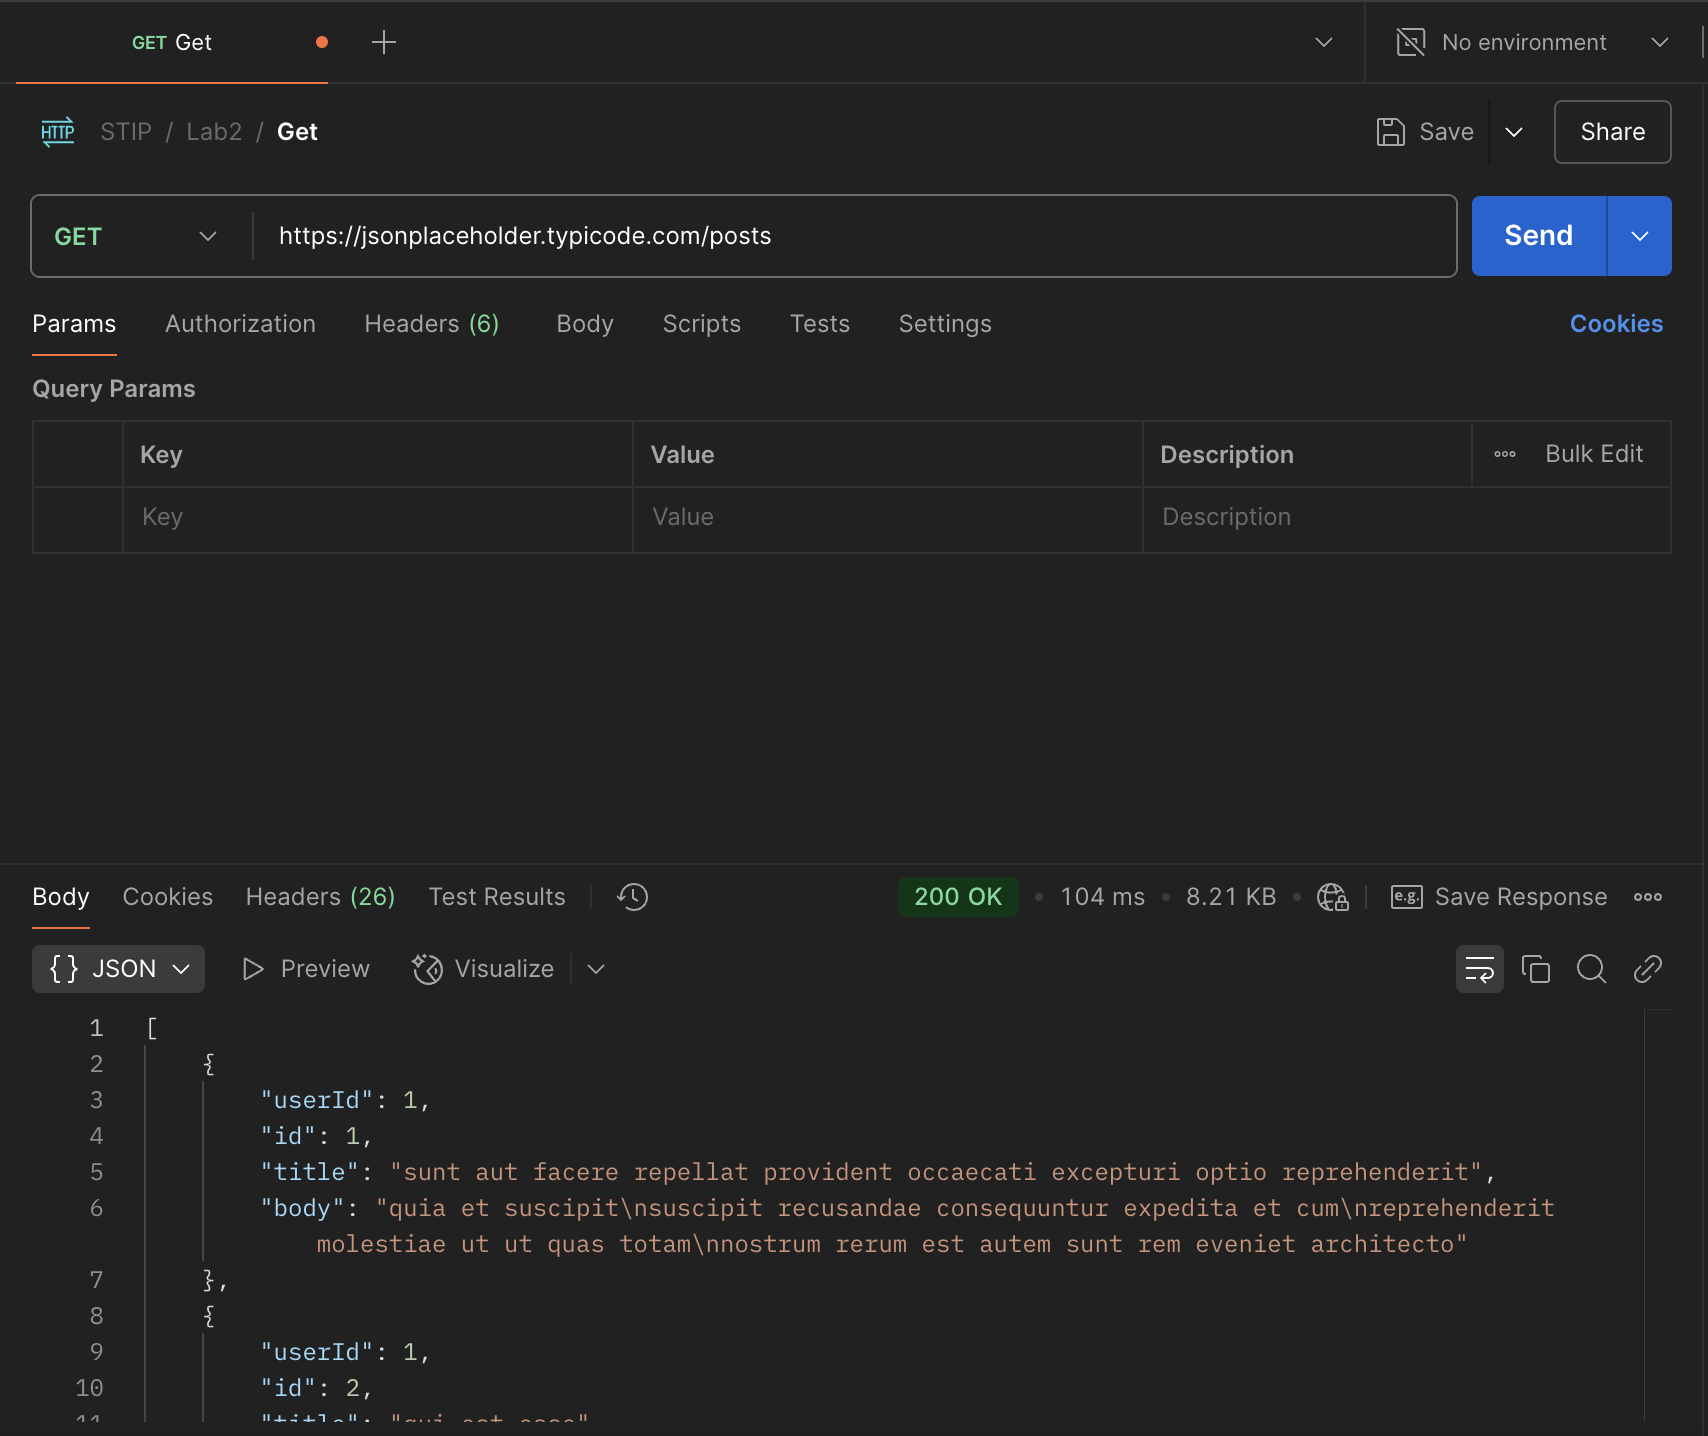 GET Get
No environment
HTTP STIP / Lab2 / Get
Save
Share
GET
https://jsonplaceholder.typicode.com/posts
Send
Params Authorization Headers (6) Body Scripts Tests Settings
Cookies
Query Params
Key Value Description Bulk Edit
Key Value Description
Body Cookies Headers (26) Test Results
200 OK • 104 ms • 8.21 KB •
e.g. Save Response
{} JSON Preview Visualize
1 [
2 {
3 "userId": 1,
4 "id": 1,
5 "title": "sunt aut facere repellat provident occaecati excepturi optio reprehenderit",
6 "body": "quia et suscipit\nsuscipit recusandae consequuntur expedita et cum\nreprehenderit
molestiae ut ut quas totam\nnostrum rerum est autem sunt rem eveniet architecto"
7 },
8 {
9 "userId": 1,
10 "id": 2,
11 "title": "qui est esse"